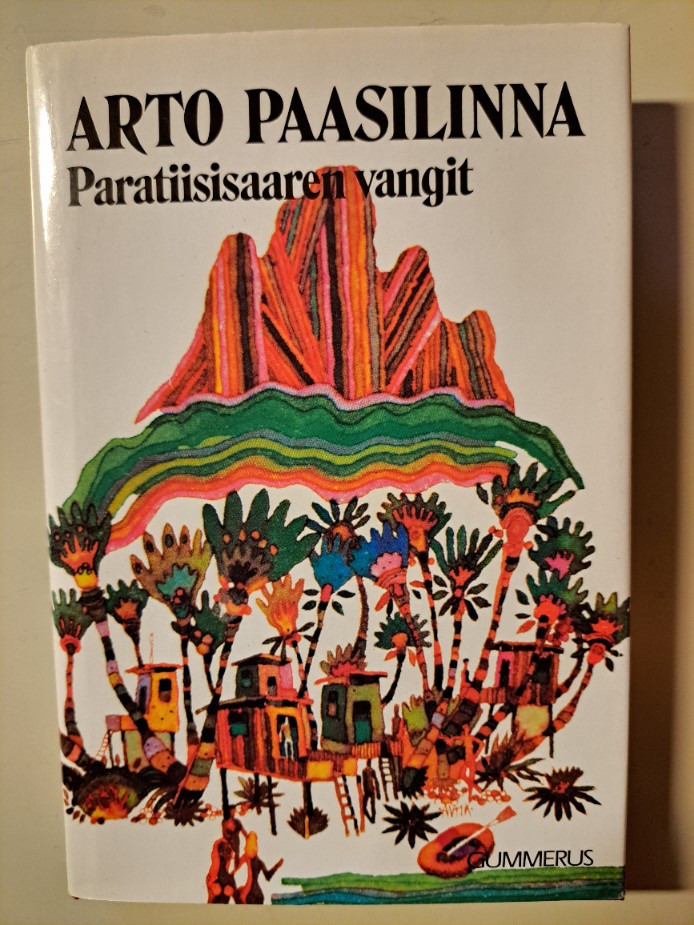 ARTO PAASILINNA
Paratiisisaaren vangit
GUMMERUS